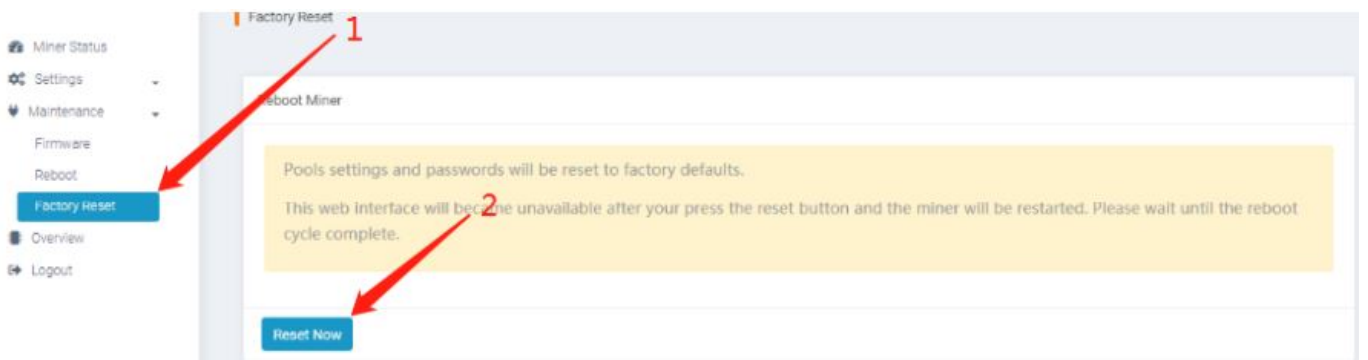 Factory Reset
1
Miner Status
Settings
Maintenance
Firmware
Reboot
Factory Reset
Overview
Logout
Reboot Miner
Pools settings and passwords will be reset to factory defaults.
This web interface will became unavailable after your press the reset button and the miner will be restarted. Please wait until the reboot
cycle complete.
2
Reset Now